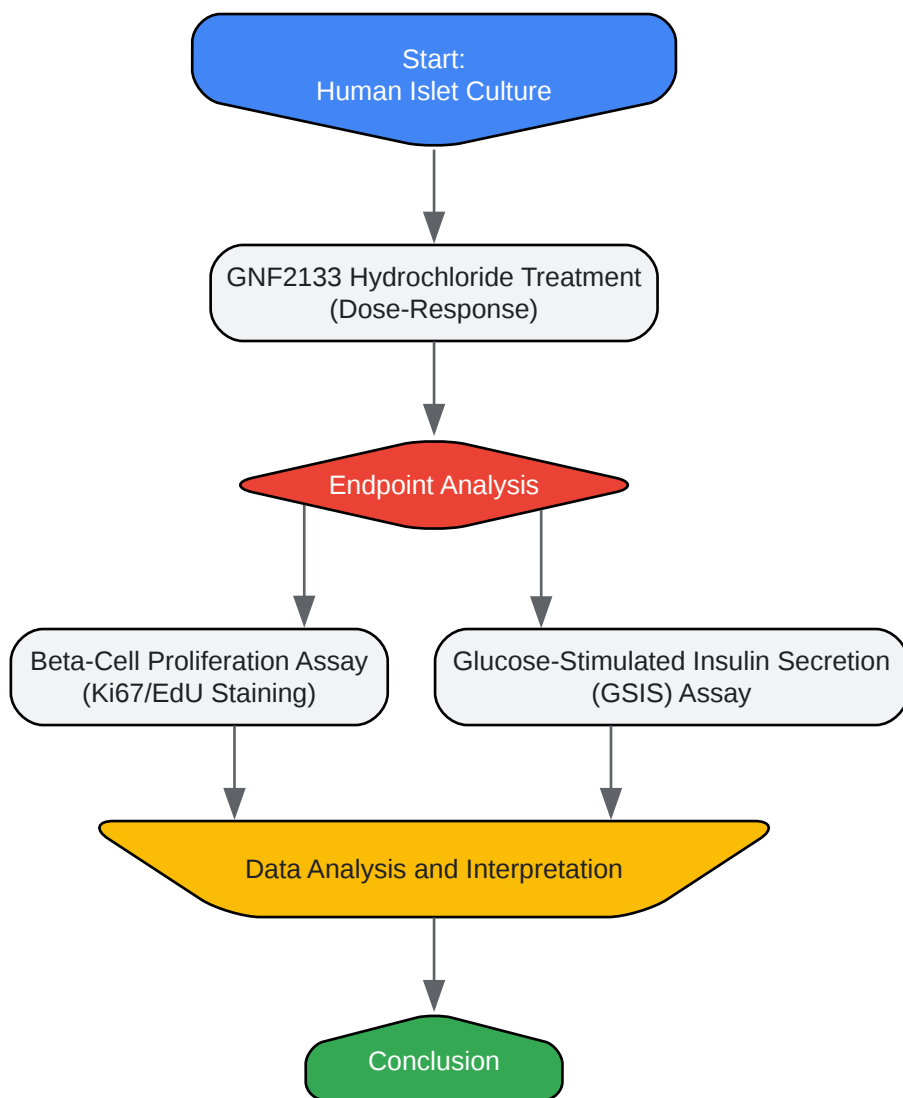 Start:
Human Islet Culture
GNF2133 Hydrochloride Treatment
(Dose-Response)
Endpoint Analysis
Beta-Cell Proliferation Assay
(Ki67/EdU Staining)
Glucose-Stimulated Insulin Secretion
(GSIS) Assay
Data Analysis and Interpretation
Conclusion